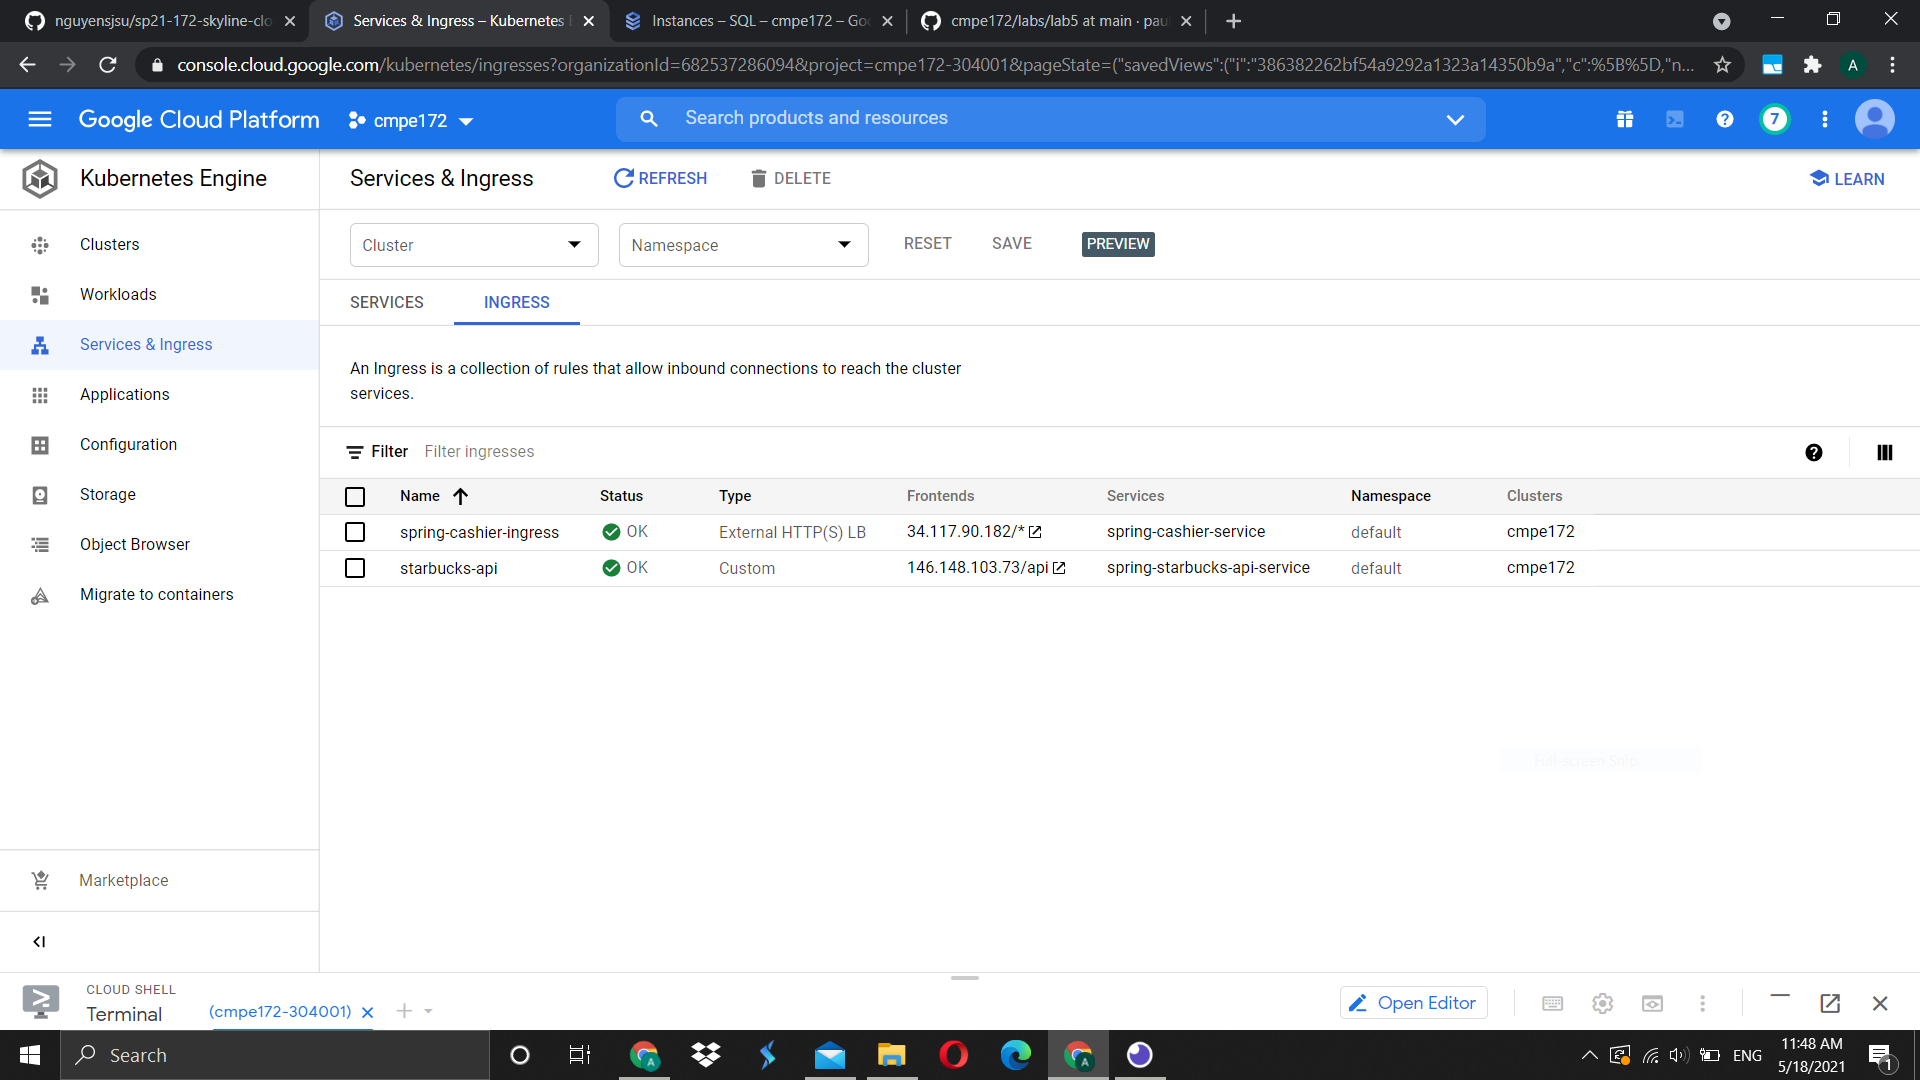 nguyensjsu/sp21-172-skyline-clo
Services & Ingress – Kubernetes
Instances – SQL – cmpe172 – Goo
cmpe172/labs/lab5 at main · pau
console.cloud.google.com/kubernetes/ingresses?organizationId=682537286094&project=cmpe172-304001&pageState=("savedViews":("i":"386382262bf54a9292a1323a14350b9a","c":%5B%5D,"n...
A
Google Cloud Platform
cmpe172
Search products and resources
7
Kubernetes Engine
Services & Ingress
REFRESH
DELETE
LEARN
Clusters
Workloads
Services & Ingress
Applications
Configuration
Storage
Object Browser
Migrate to containers
Marketplace
Cluster
Namespace
RESET
SAVE
PREVIEW
SERVICES
INGRESS
An Ingress is a collection of rules that allow inbound connections to reach the cluster
services.
Filter
Filter ingresses
Name Status Type Frontends Services Namespace Clusters
spring-cashier-ingress OK External HTTP(S) LB 34.117.90.182/* spring-cashier-service default cmpe172
starbucks-api OK Custom 146.148.103.73/api spring-starbucks-api-service default cmpe172
Full-screen Snip
CLOUD SHELL
Terminal
(cmpe172-304001)
Open Editor
Search
A
A
ENG
11:48 AM
5/18/2021
1